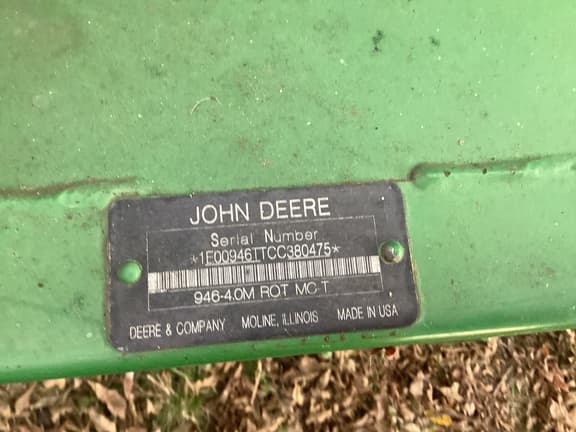 JOHN DEERE
Serial Number
*1E00946TTCC380475*
946-4.0M ROT MC-T
DEERE & COMPANY MOLINE, ILLINOIS MADE IN USA